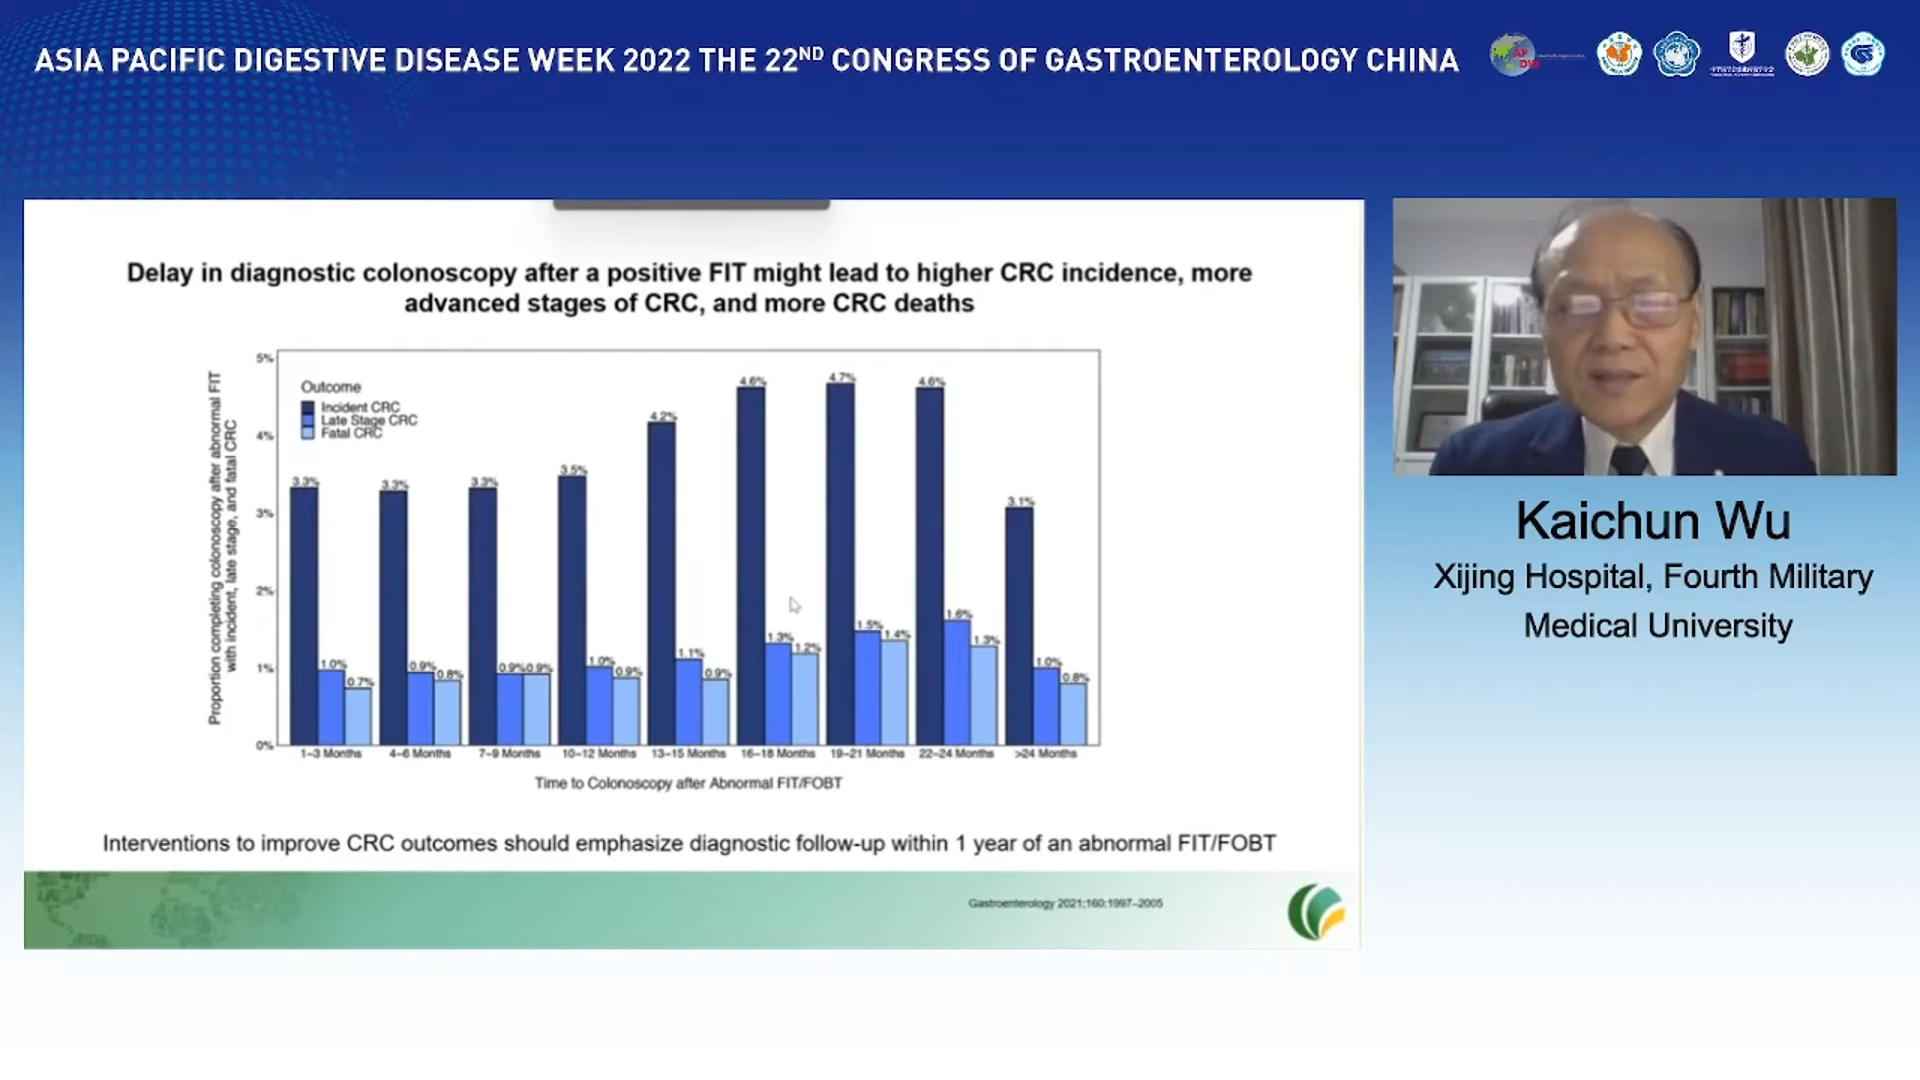 ASIA PACIFIC DIGESTIVE DISEASE WEEK 2022 THE 22ND CONGRESS OF GASTROENTEROLOGY CHINA
Delay in diagnostic colonoscopy after a positive FIT might lead to higher CRC incidence, more
advanced stages of CRC, and more CRC deaths
Proportion completing colonoscopy after abnormal FIT
with incident, late stage, and fatal CRC
5%
4%
3%
2%
1%
0%
Outcome
Incident CRC
Late Stage CRC
Fatal CRC
3.3% 1.0% 0.7%
3.3% 0.9% 0.8%
3.3% 0.9% 0.9%
3.5% 1.0% 0.9%
4.2% 1.1% 0.9%
4.6% 1.3% 1.2%
4.7% 1.5% 1.4%
4.6% 1.6% 1.3%
3.1% 1.0% 0.8%
1–3 Months 4–6 Months 7–9 Months 10–12 Months 13–15 Months 16–18 Months 19–21 Months 22–24 Months >24 Months
Time to Colonoscopy after Abnormal FIT/FOBT
Interventions to improve CRC outcomes should emphasize diagnostic follow-up within 1 year of an abnormal FIT/FOBT
Gastroenterology 2021;160:1997–2005
Kaichun Wu
Xijing Hospital, Fourth Military
Medical University